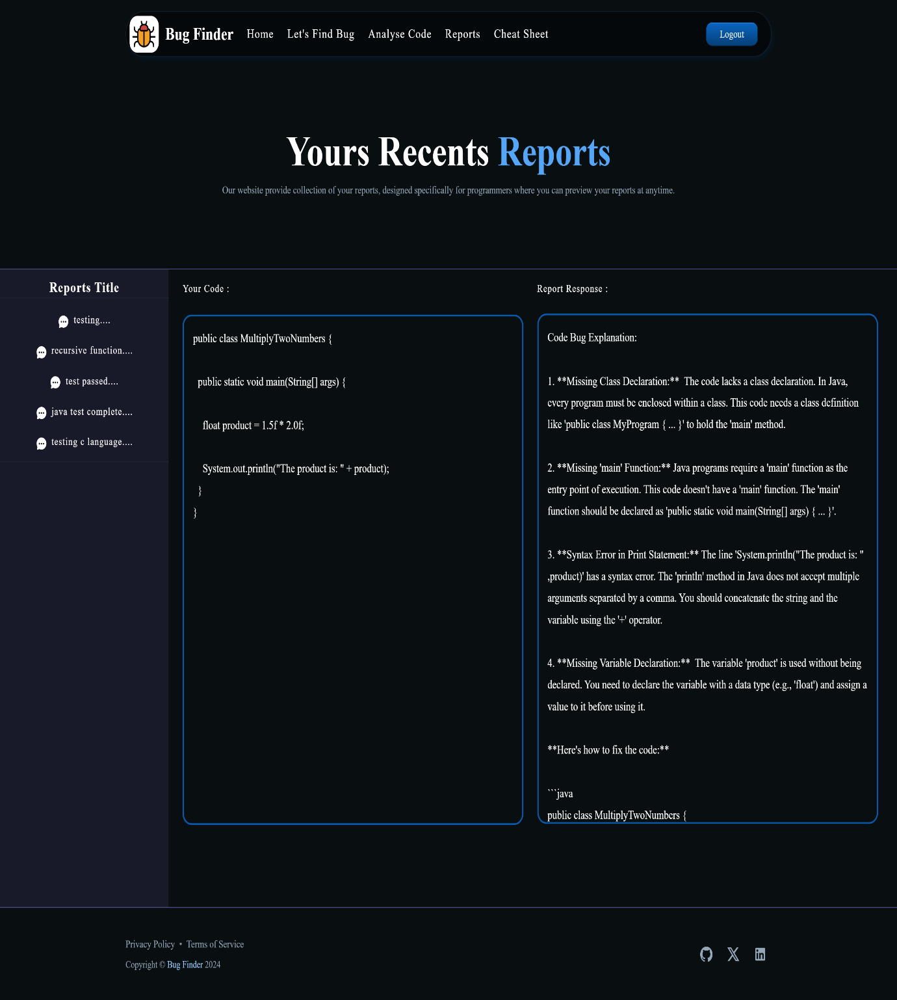 Bug Finder Home Let's Find Bug Analyse Code Reports Cheat Sheet Logout
Yours Recents Reports
Our website provide collection of your reports, designed specifically for programmers where you can preview your reports at anytime.
Reports Title
testing....
recursive function....
test passed....
java test complete....
testing c language....
Your Code :
public class MultiplyTwoNumbers {
public static void main(String[] args) {
float product = 1.5f * 2.0f;
System.out.println("The product is: " + product);
}
}
Report Response :
Code Bug Explanation:
1. **Missing Class Declaration:** The code lacks a class declaration. In Java,
every program must be enclosed within a class. This code needs a class definition
like 'public class MyProgram { ... }' to hold the 'main' method.
2. **Missing 'main' Function:** Java programs require a 'main' function as the
entry point of execution. This code doesn't have a 'main' function. The 'main'
function should be declared as 'public static void main(String[] args) { ... }'.
3. **Syntax Error in Print Statement:** The line 'System.println("The product is: "
,product)' has a syntax error. The 'println' method in Java does not accept multiple
arguments separated by a comma. You should concatenate the string and the
variable using the '+' operator.
4. **Missing Variable Declaration:** The variable 'product' is used without being
declared. You need to declare the variable with a data type (e.g., 'float') and assign a
value to it before using it.
**Here's how to fix the code:**
```java
public class MultiplyTwoNumbers {
Privacy Policy • Terms of Service
Copyright © Bug Finder 2024